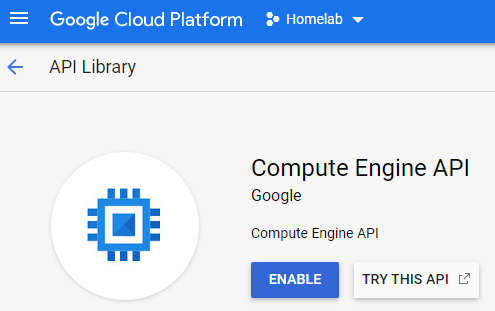 Google Cloud Platform Homelab
API Library
Compute Engine API
Google
Compute Engine API
ENABLE TRY THIS API